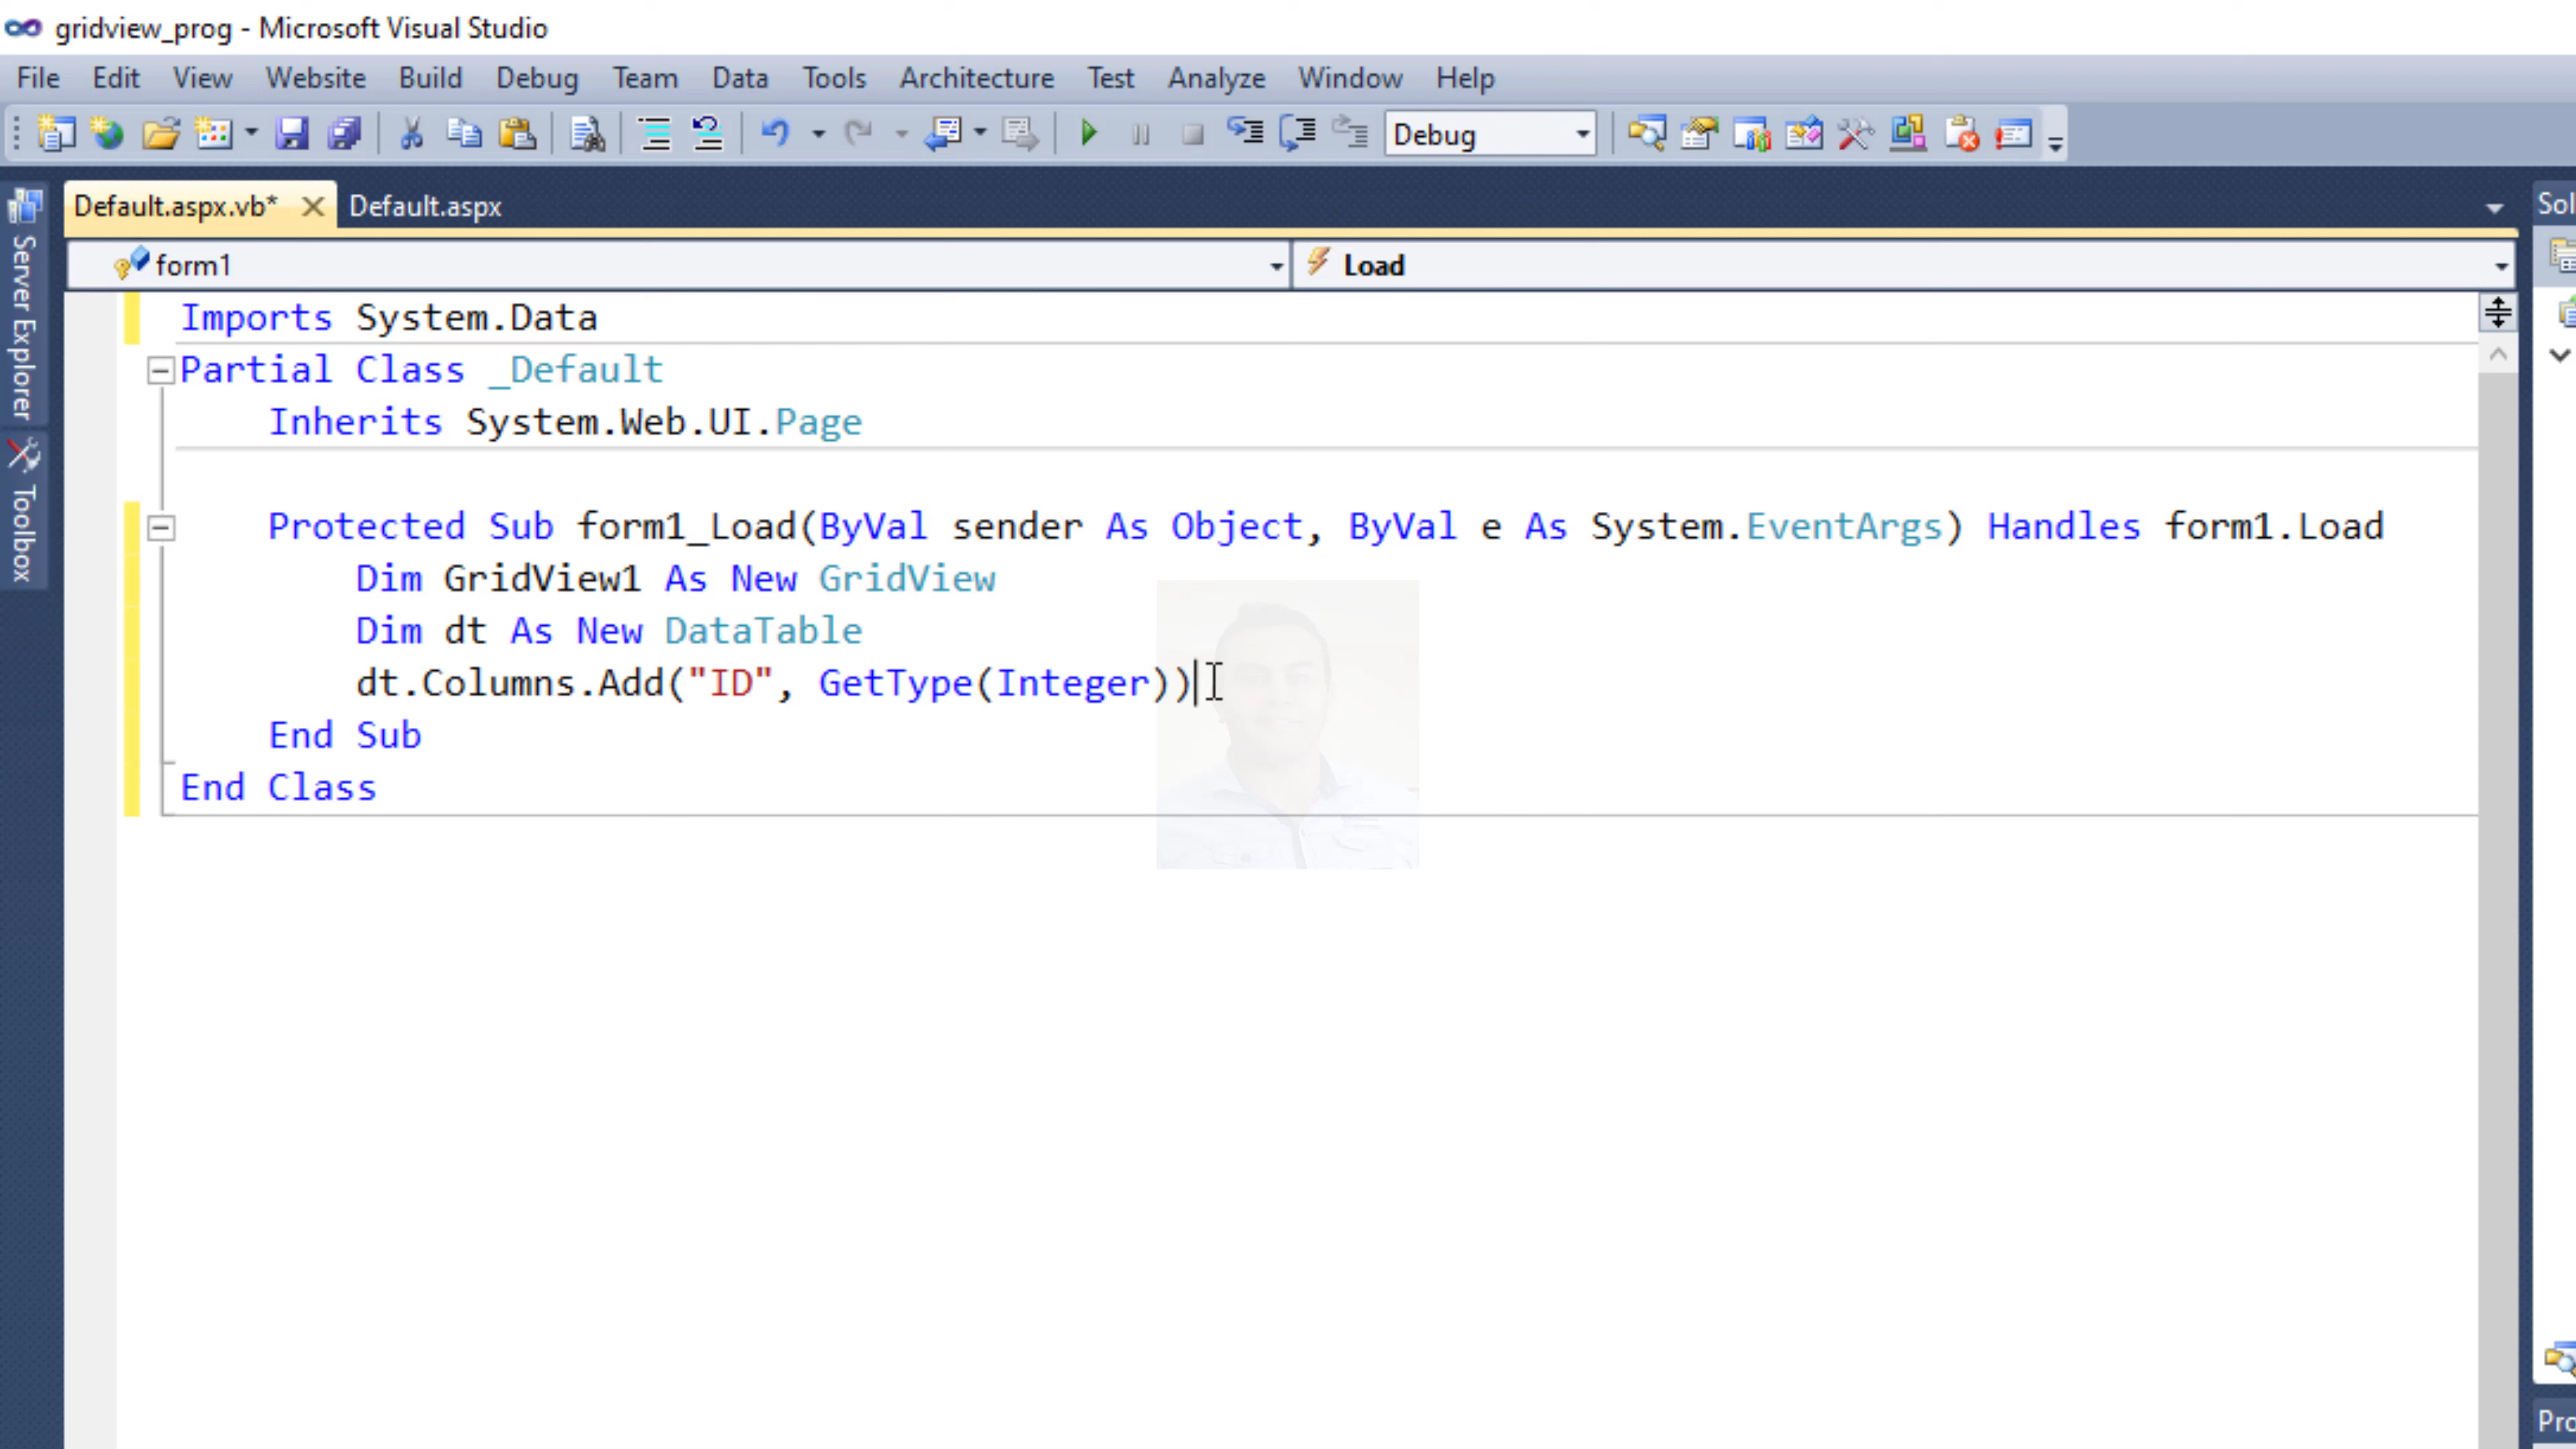 gridview_prog - Microsoft Visual Studio
File Edit View Website Build Debug Team Data Tools Architecture Test Analyze Window Help
Debug
Default.aspx.vb* Default.aspx
Sol
form1 Load
Server Explorer
Toolbox
Imports System.Data
Partial Class _Default
Inherits System.Web.UI.Page
Protected Sub form1_Load(ByVal sender As Object, ByVal e As System.EventArgs) Handles form1.Load
Dim GridView1 As New GridView
Dim dt As New DataTable
dt.Columns.Add("ID", GetType(Integer))
End Sub
End Class
Pro